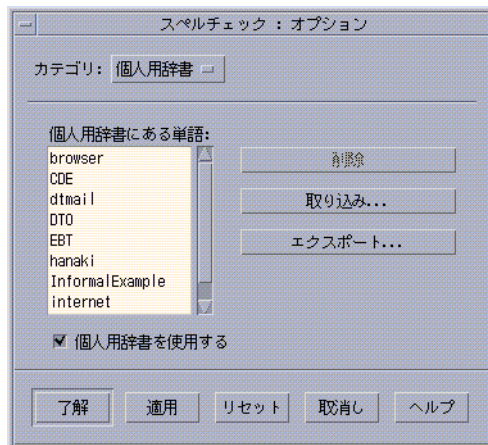 スペルチェック : オプション
カテゴリ: 個人用辞書
個人用辞書にある単語:
browser
CDE
dtmail
DTO
EBT
hanaki
InformalExample
internet
削除
取り込み...
エクスポート...
個人用辞書を使用する
了解 適用 リセット 取消し ヘルプ